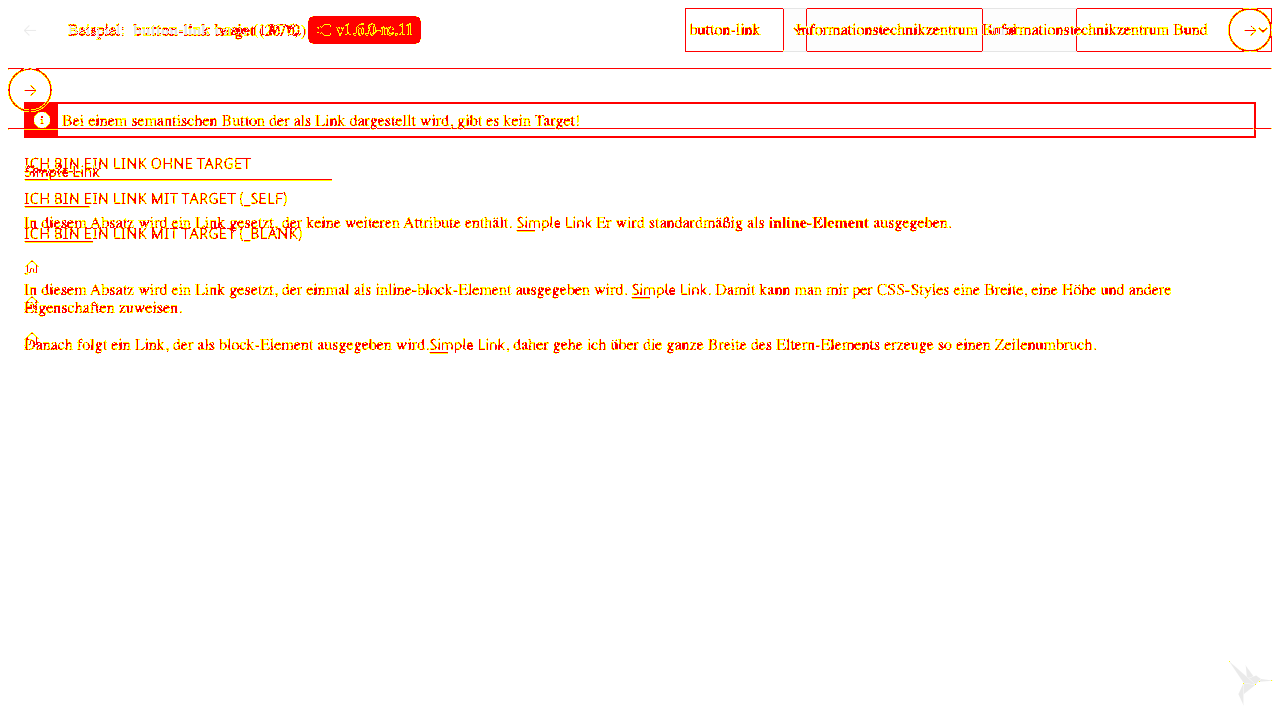 Beispiel: button-link
v1.6.0-rc.11
button-link
Informationstechnikzentrum Bund
Informationstechnikzentrum Bund
Bei einem semantischen Button der als Link dargestellt wird, gibt es kein Target!
ICH BIN EIN LINK OHNE TARGET
Simple Link
ICH BIN EIN LINK MIT TARGET (_SELF)
In diesem Absatz wird ein Link gesetzt, der keine weiteren Attribute enthält. Simple Link Er wird standardmäßig als inline-Element ausgegeben.
ICH BIN EIN LINK MIT TARGET (_BLANK)
In diesem Absatz wird ein Link gesetzt, der einmal als inline-block-Element ausgegeben wird. Simple Link. Damit kann man mir per CSS-Styles eine Breite, eine Höhe und andere
Eigenschaften zuweisen.
Danach folgt ein Link, der als block-Element ausgegeben wird.Simple Link, daher gehe ich über die ganze Breite des Eltern-Elements erzeuge so einen Zeilenumbruch.